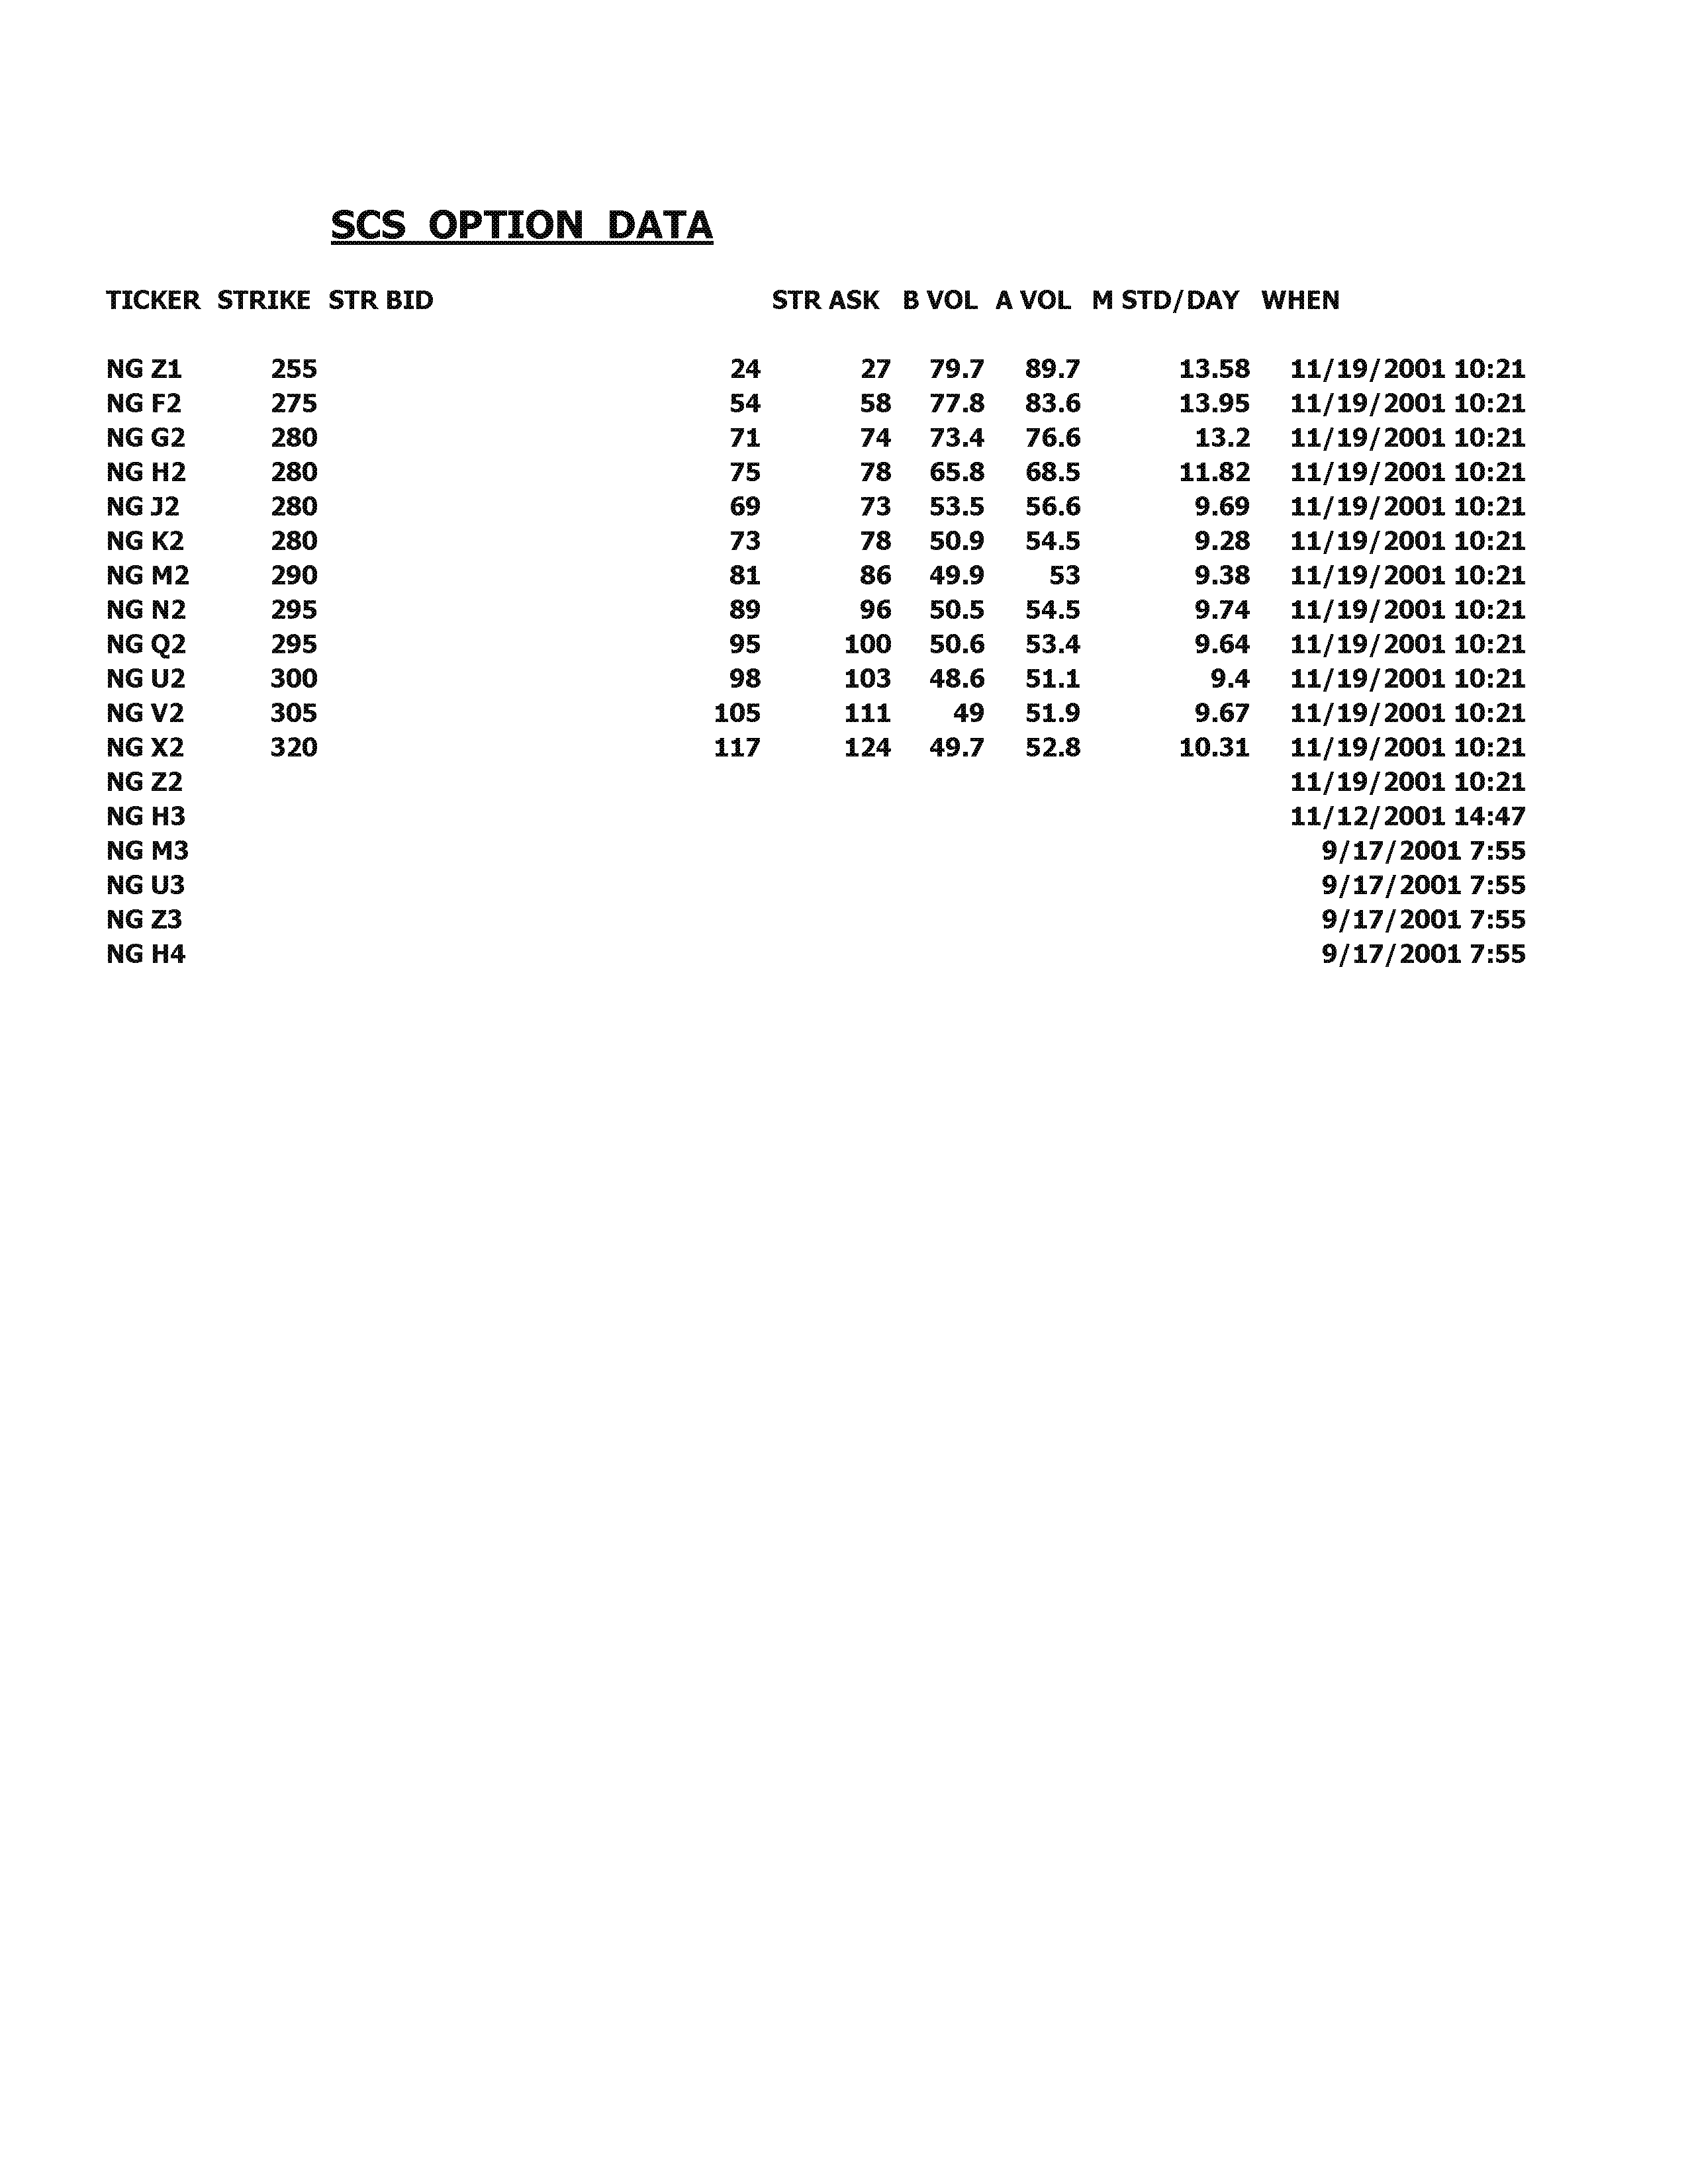 SCS OPTION DATA
TICKER STRIKE STR BID STR ASK B VOL A VOL M STD/DAY WHEN
NG Z1 255 24 27 79.7 89.7 13.58 11/19/2001 10:21
NG F2 275 54 58 77.8 83.6 13.95 11/19/2001 10:21
NG G2 280 71 74 73.4 76.6 13.2 11/19/2001 10:21
NG H2 280 75 78 65.8 68.5 11.82 11/19/2001 10:21
NG J2 280 69 73 53.5 56.6 9.69 11/19/2001 10:21
NG K2 280 73 78 50.9 54.5 9.28 11/19/2001 10:21
NG M2 290 81 86 49.9 53 9.38 11/19/2001 10:21
NG N2 295 89 96 50.5 54.5 9.74 11/19/2001 10:21
NG Q2 295 95 100 50.6 53.4 9.64 11/19/2001 10:21
NG U2 300 98 103 48.6 51.1 9.4 11/19/2001 10:21
NG V2 305 105 111 49 51.9 9.67 11/19/2001 10:21
NG X2 320 117 124 49.7 52.8 10.31 11/19/2001 10:21
NG Z2 11/19/2001 10:21
NG H3 11/12/2001 14:47
NG M3 9/17/2001 7:55
NG U3 9/17/2001 7:55
NG Z3 9/17/2001 7:55
NG H4 9/17/2001 7:55